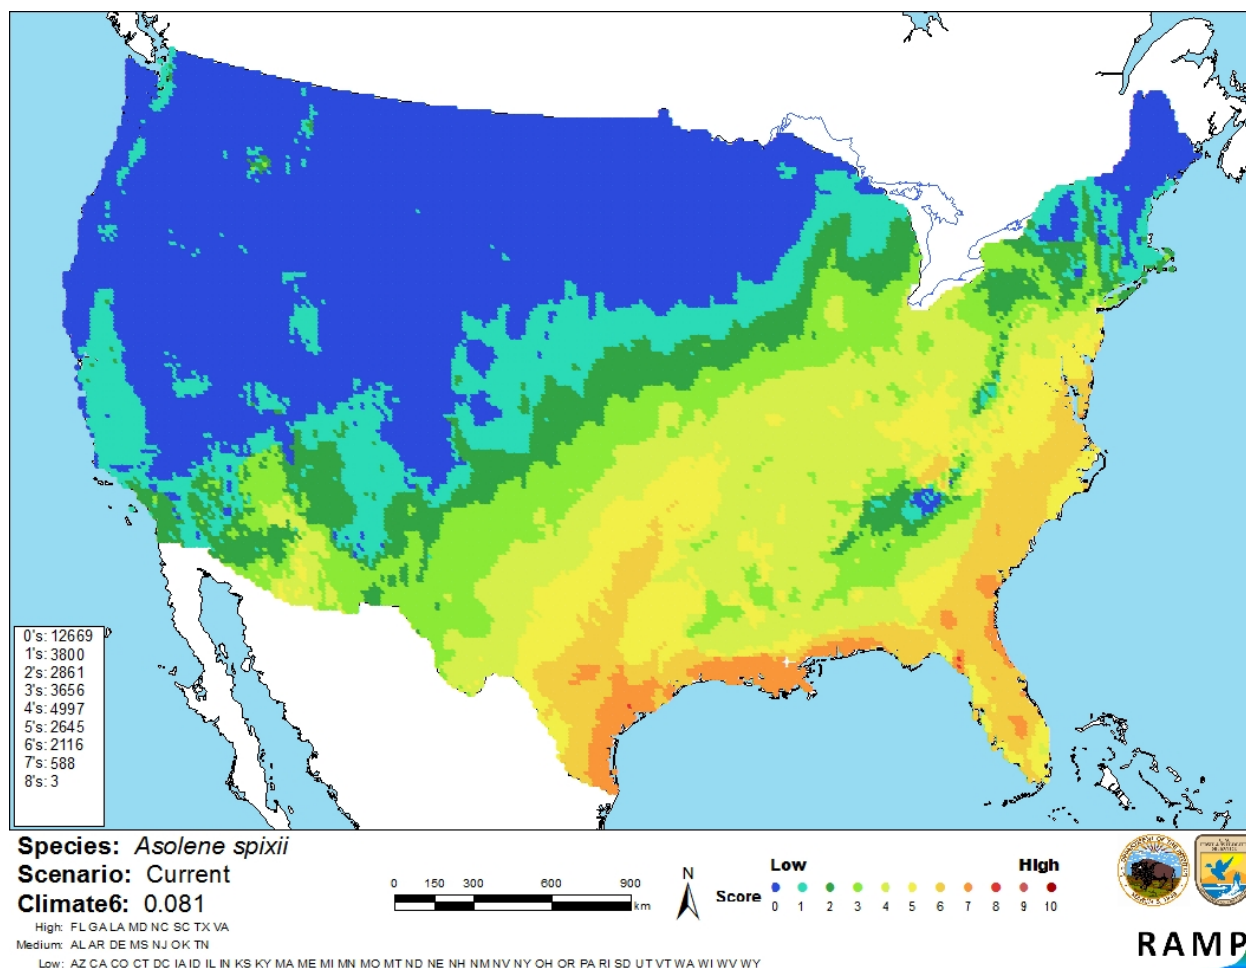 0's: 12669
1's: 3800
2's: 2861
3's: 3656
4's: 4997
5's: 2645
6's: 2116
7's: 588
8's: 3
Species: Asolene spixii
Scenario: Current
Climate6: 0.081
High: FL GA LA MD NC SC TX VA
Medium: AL AR DE MS NJ OK TN
Low: AZ CA CO CT DC IA ID IL IN KS KY MA ME MI MN MO MT ND NE NH NM NV NY OH OR PA RI SD UT VT WA WI WV WY
0 150 300 600 900
km
N
Low High
Score
0 1 2 3 4 5 6 7 8 9 10
RAMP